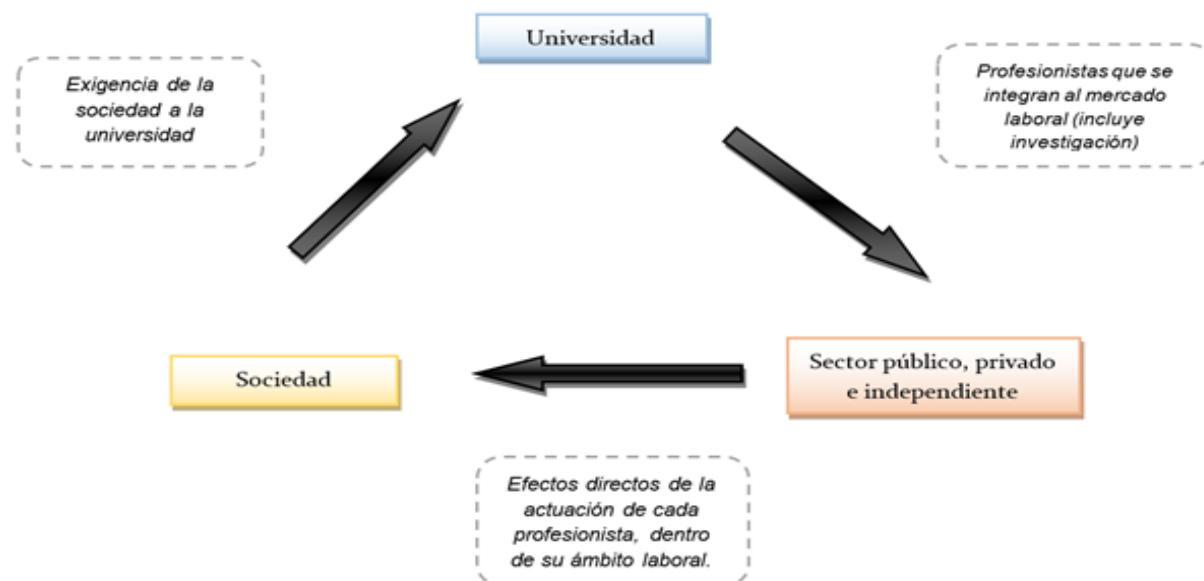 Universidad
Exigencia de la
sociedad a la
universidad
Profesionistas que se
integran al mercado
laboral (incluye
investigación)
Sociedad
Sector público, privado
e independiente
Efectos directos de la
actuación de cada
profesionista, dentro
de su ámbito laboral.